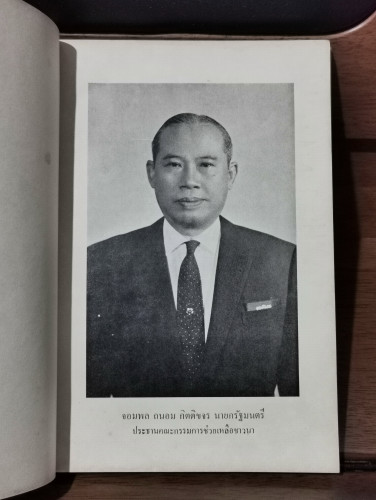 จอมพล ถนอม กิตติขจร นายกรัฐมนตรี
ประธานคณะกรรมการช่วยเหลือชาวนา